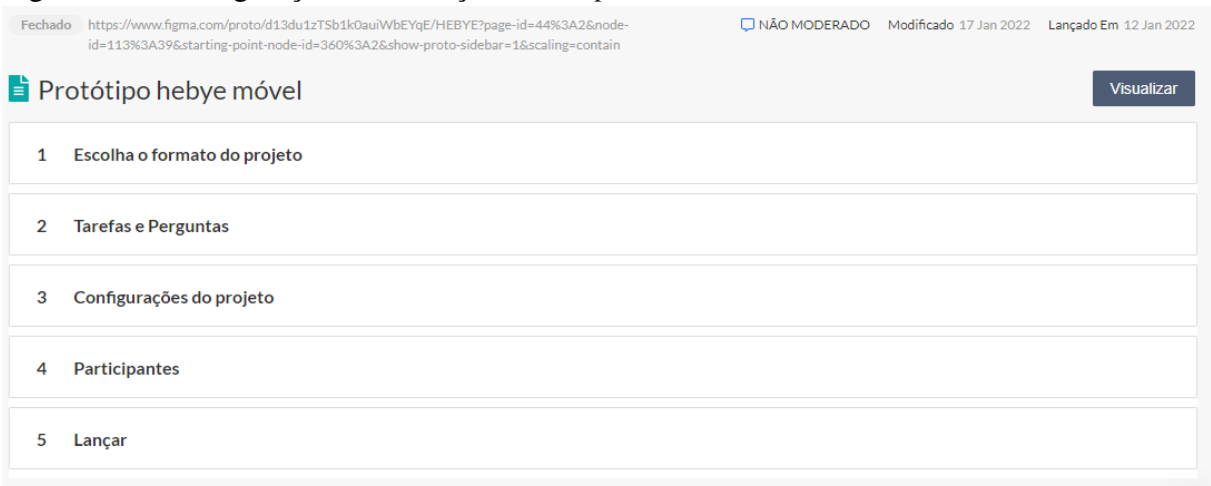 Fechado https://www.figma.com/proto/d13du1zTSb1k0auiWbEYqE/HEBYE?page-id=44%3A2&node- NÃO MODERADO Modificado 17 Jan 2022 Lançado Em 12 Jan 2022
id=113%3A39&starting-point-node-id=360%3A2&show-proto-sidebar=1&scaling=contain
Protótipo hebye móvel Visualizar
1 Escolha o formato do projeto
2 Tarefas e Perguntas
3 Configurações do projeto
4 Participantes
5 Lançar